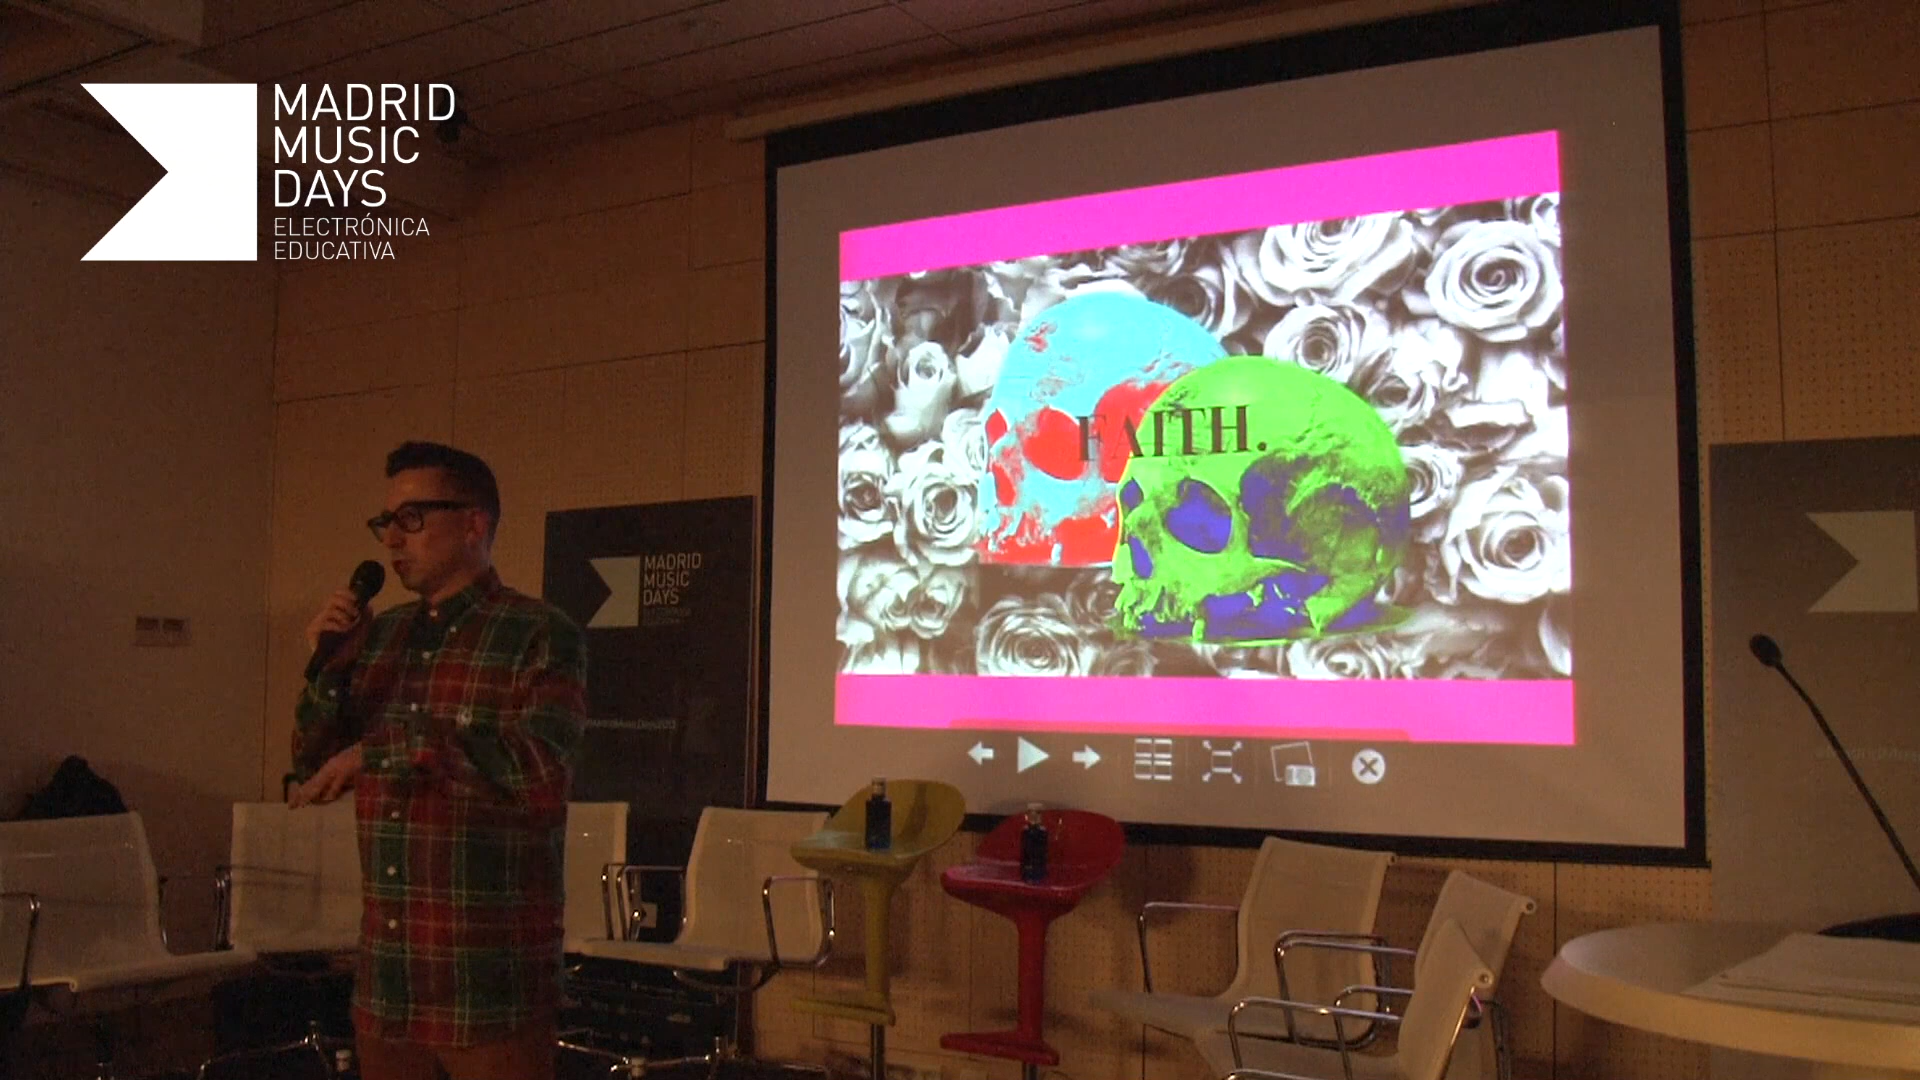 MADRID
MUSIC
DAYS
ELECTRÓNICA
EDUCATIVA
FAITH.
MADRID
MUSIC
DAYS